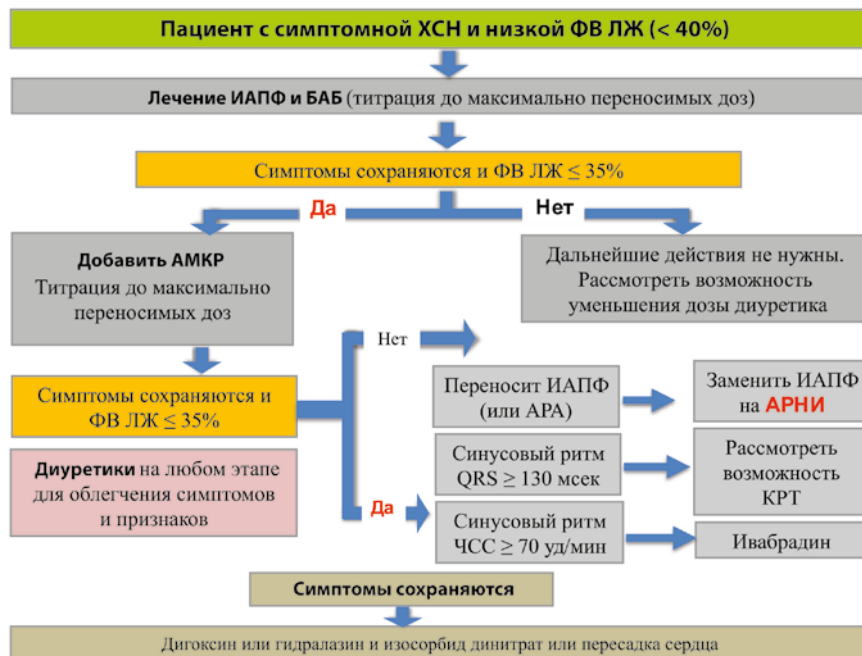 Пациент с симптомной ХСН и низкой ФВ ЛЖ (< 40%)
Лечение ИАПФ и БАБ (титрация до максимально переносимых доз)
Симптомы сохраняются и ФВ ЛЖ ≤ 35%
Да
Нет
Добавить АМКР
Титрация до максимально
переносимых доз
Дальнейшие действия не нужны.
Рассмотреть возможность
уменьшения дозы диуретика
Симптомы сохраняются и
ФВ ЛЖ ≤ 35%
Диуретики на любом этапе
для облегчения симптомов
и признаков
Нет
Да
Переносит ИАПФ
(или АРА)
Заменить ИАПФ
на АРНИ
Синусовый ритм
QRS ≥ 130 мсек
Рассмотреть
возможность
КРТ
Синусовый ритм
ЧСС ≥ 70 уд/мин
Ивабрадин
Симптомы сохраняются
Дигоксин или гидралазин и изосорбид динитрат или пересадка сердца